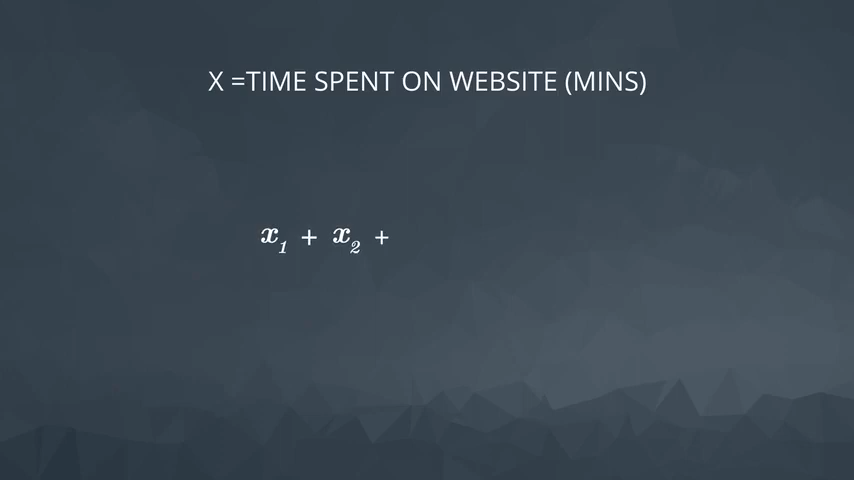 X =TIME SPENT ON WEBSITE (MINS)
x₁ + x₂ +